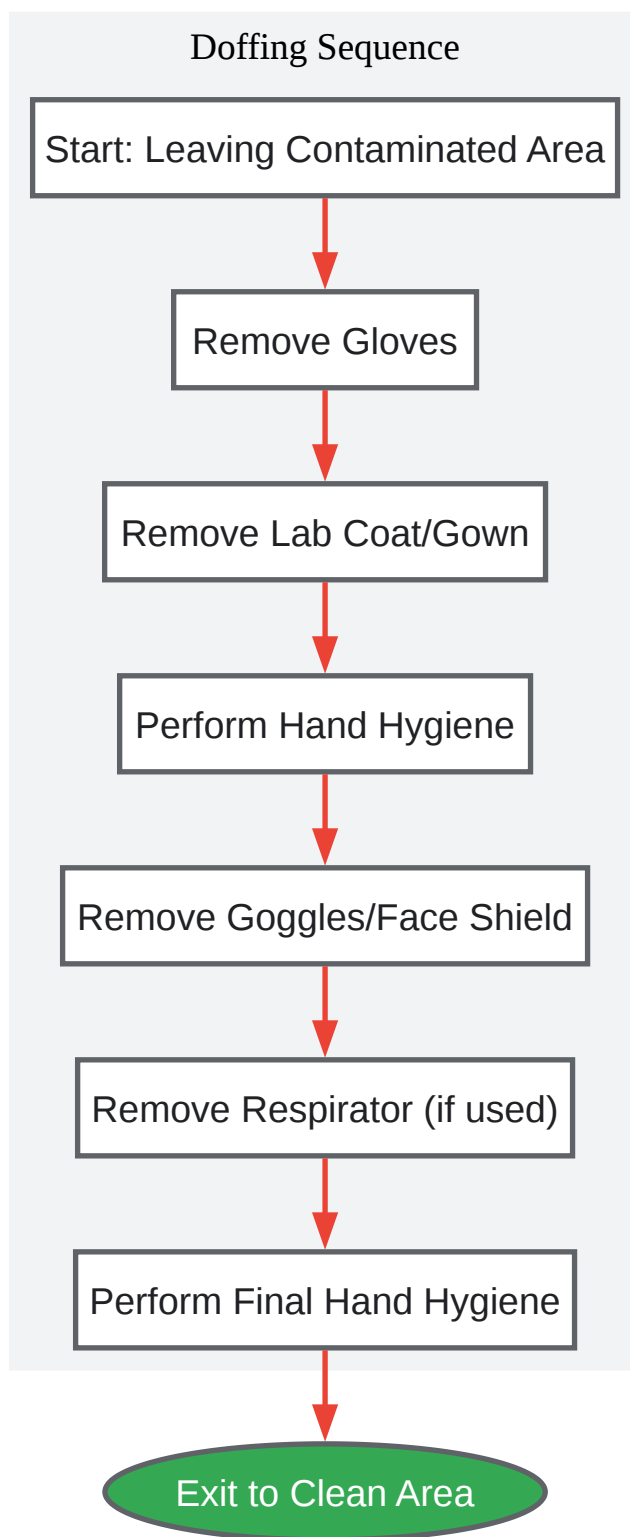 Doffing Sequence
Start: Leaving Contaminated Area
Remove Gloves
Remove Lab Coat/Gown
Perform Hand Hygiene
Remove Goggles/Face Shield
Remove Respirator (if used)
Perform Final Hand Hygiene
Exit to Clean Area